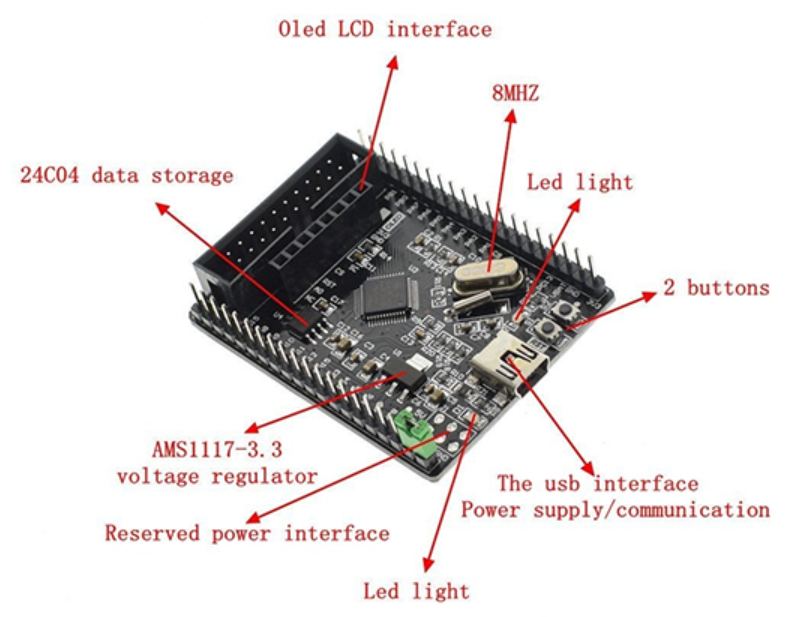 Oled LCD interface
8MHZ
24C04 data storage
Led light
2 buttons
AMS1117-3.3
voltage regulator
The usb interface
Power supply/communication
Reserved power interface
Led light